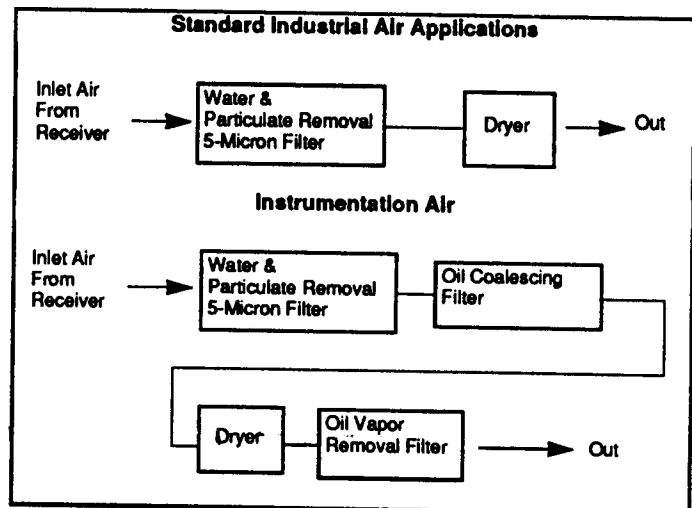 Standard Industrial Air Applications
Inlet Air
From
Receiver
Water &
Particulate Removal
5-Micron Filter
Dryer
Out
Instrumentation Air
Inlet Air
From
Receiver
Water &
Particulate Removal
5-Micron Filter
Oil Coalescing
Filter
Dryer
Oil Vapor
Removal Filter
Out